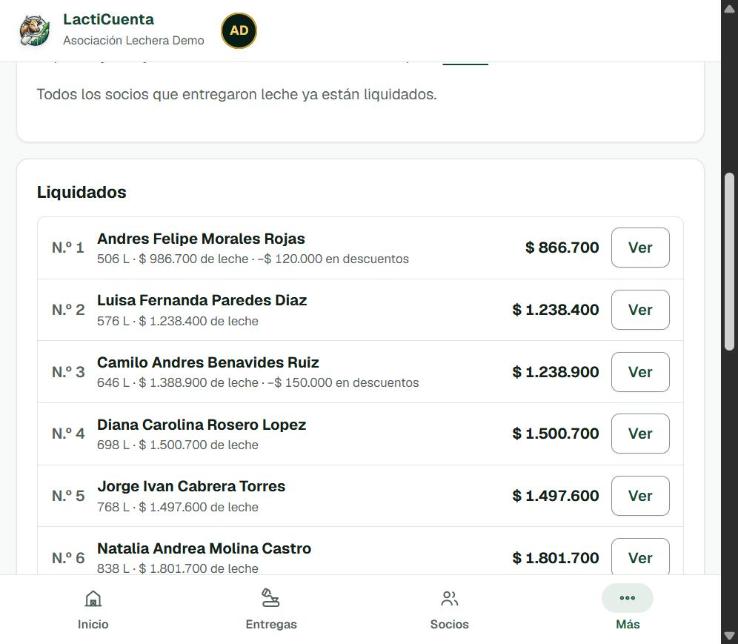 LactiCuenta
Asociación Lechera Demo
AD
Todos los socios que entregaron leche ya están liquidados.
Liquidados
N.º 1
Andres Felipe Morales Rojas
506 L · $ 986.700 de leche · −$ 120.000 en descuentos
$ 866.700
Ver
N.º 2
Luisa Fernanda Paredes Diaz
576 L · $ 1.238.400 de leche
$ 1.238.400
Ver
N.º 3
Camilo Andres Benavides Ruiz
646 L · $ 1.388.900 de leche · −$ 150.000 en descuentos
$ 1.238.900
Ver
N.º 4
Diana Carolina Rosero Lopez
698 L · $ 1.500.700 de leche
$ 1.500.700
Ver
N.º 5
Jorge Ivan Cabrera Torres
768 L · $ 1.497.600 de leche
$ 1.497.600
Ver
N.º 6
Natalia Andrea Molina Castro
838 L · $ 1.801.700 de leche
$ 1.801.700
Ver
Inicio
Entregas
Socios
Más